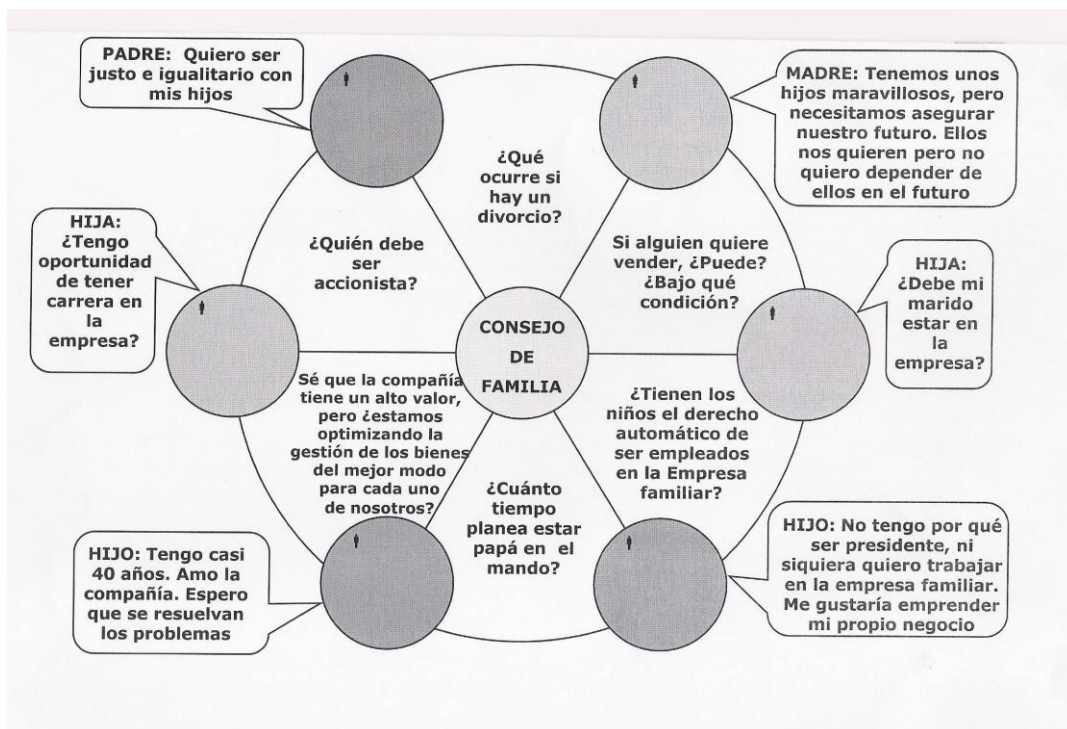 PADRE: Quiero ser
justo e igualitario con
mis hijos
MADRE: Tenemos unos
hijos maravillosos, pero
necesitamos asegurar
nuestro futuro. Ellos
nos quieren pero no
quiero depender de
ellos en el futuro
¿Qué
ocurre si
hay un
divorcio?
HIJA:
¿Tengo
oportunidad
de tener
carrera en
la
empresa?
¿Quién debe
ser
accionista?
Si alguien quiere
vender, ¿Puede?
¿Bajo qué
condición?
HIJA:
¿Debe mi
marido
estar en
la
empresa?
CONSEJO
DE
FAMILIA
Sé que la compañía
tiene un alto valor,
pero ¿estamos
optimizando la
gestión de los bienes
del mejor modo
para cada uno
de nosotros?
¿Tienen los
niños el derecho
automático de
ser empleados
en la Empresa
familiar?
¿Cuánto
tiempo
planea estar
papá en el
mando?
HIJO: Tengo casi
40 años. Amo la
compañía. Espero
que se resuelvan
los problemas
HIJO: No tengo por qué
ser presidente, ni
siquiera quiero trabajar
en la empresa familiar.
Me gustaría emprender
mi propio negocio